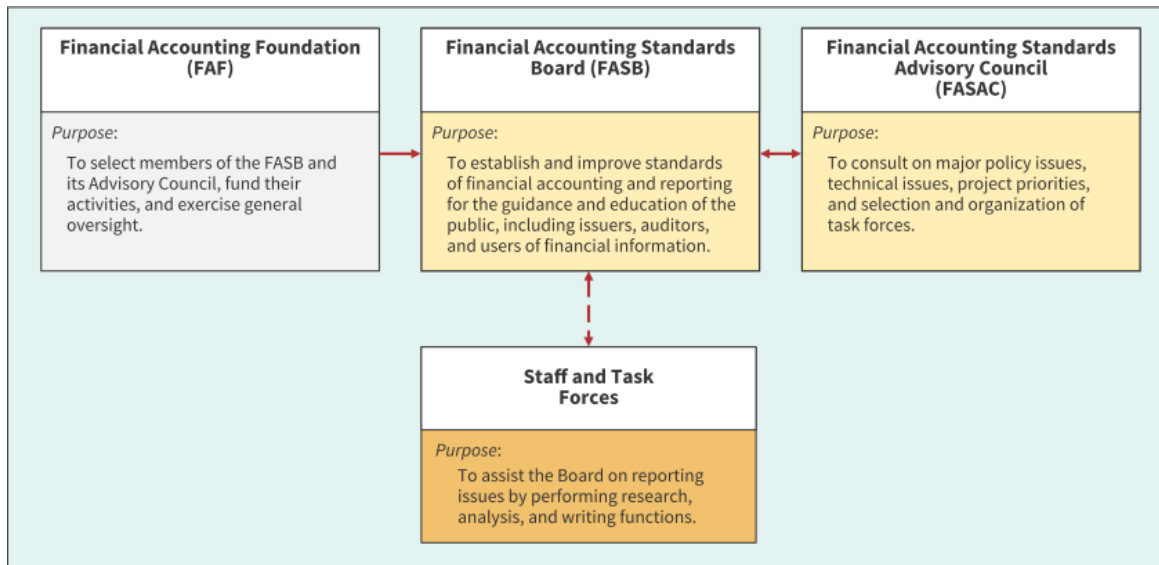 Financial Accounting Foundation
(FAF)
Purpose:
To select members of the FASB and
its Advisory Council, fund their
activities, and exercise general
oversight.
Financial Accounting Standards
Board (FASB)
Purpose:
To establish and improve standards
of financial accounting and reporting
for the guidance and education of the
public, including issuers, auditors,
and users of financial information.
Financial Accounting Standards
Advisory Council
(FASAC)
Purpose:
To consult on major policy issues,
technical issues, project priorities,
and selection and organization of
task forces.
Staff and Task
Forces
Purpose:
To assist the Board on reporting
issues by performing research,
analysis, and writing functions.